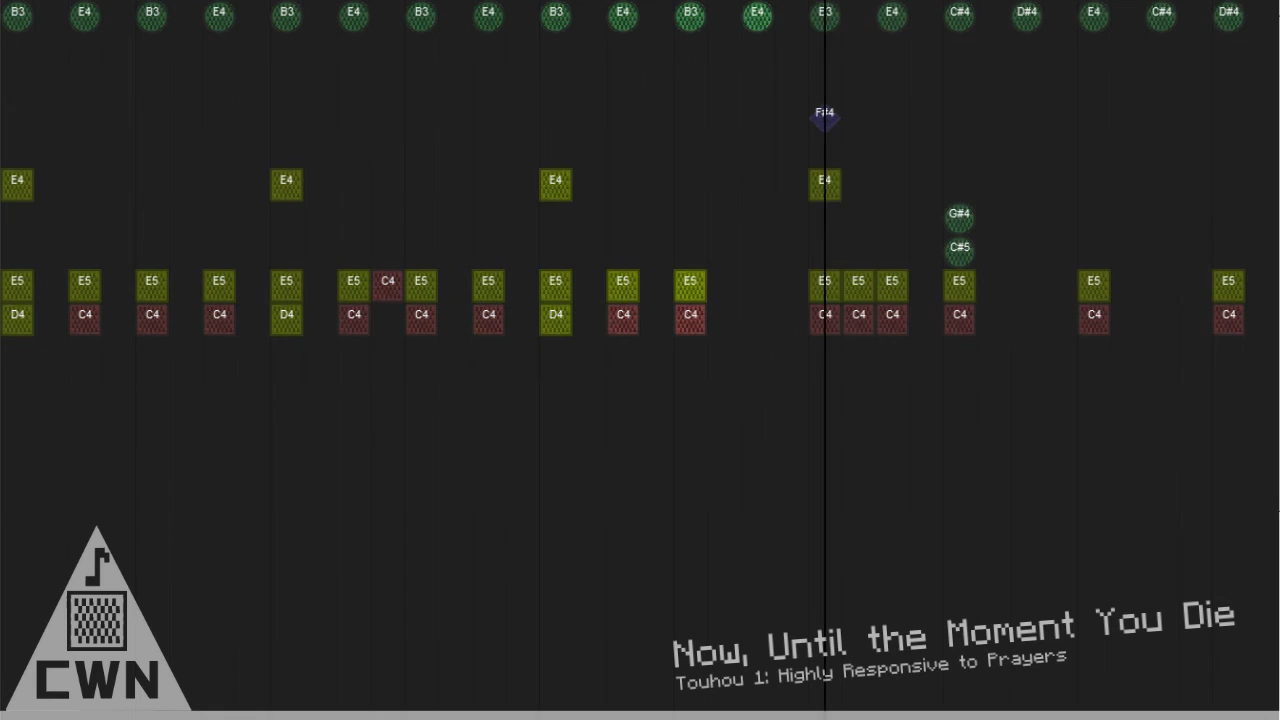 B3 E4 B3 E4 B3 E4 B3 E4 B3 E4 B3 E4 E4 C#4 D#4 E4 C#4 D#4
F#4
E4 E4 E4 E4
G#4
C#5
E5 E5 E5 E5 E5 E5 C4 E5 E5 E5 E5 E5 E5 E5 E5 E5 E5 E5
D4 C4 C4 C4 D4 C4 C4 C4 D4 C4 C4 C4 C4 C4 C4 C4 C4
CWN
Now, Until the Moment You Die
Touhou 1: Highly Responsive to Prayers